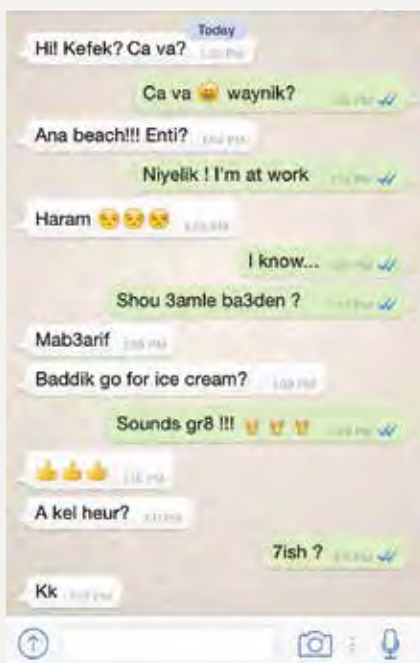 Today
Hi! Kefek? Ca va?
Ca va 😀 waynik?
Ana beach!!! Enti?
Niyelik ! I'm at work
Haram 😒😒😒
I know...
Shou 3amle ba3den ?
Mab3arif
Baddik go for ice cream?
Sounds gr8 !!!
👍👍👍
A kel heur?
7ish ?
Kk